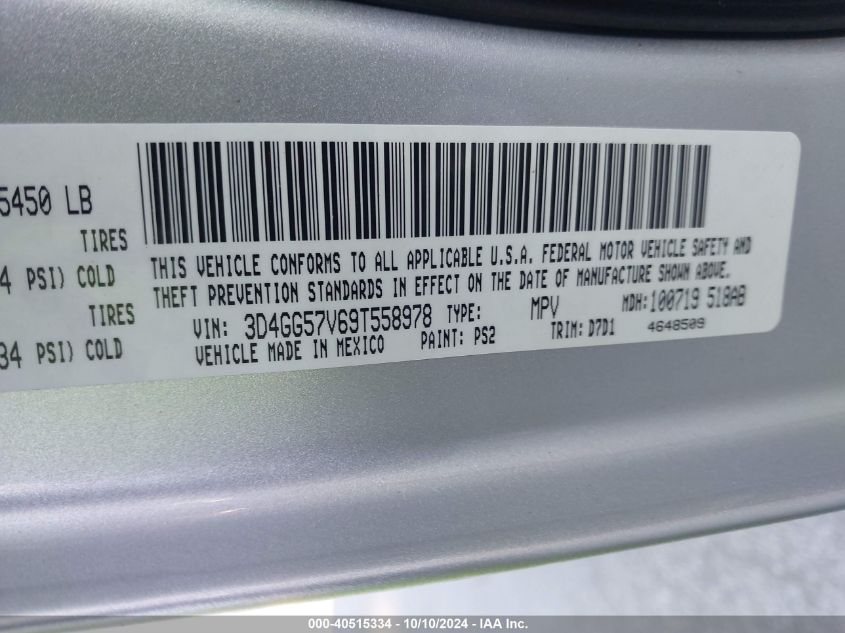 5450 LB
TIRES
4 PSI) COLD
TIRES
34 PSI) COLD
THIS VEHICLE CONFORMS TO ALL APPLICABLE U.S.A. FEDERAL MOTOR VEHICLE SAFETY AND
THEFT PREVENTION STANDARDS IN EFFECT ON THE DATE OF MANUFACTURE SHOWN ABOVE.
VIN: 3D4GG57V69T558978 TYPE: MPV MDH: 100719 518AB
VEHICLE MADE IN MEXICO PAINT: PS2 TRIM: D7D1 4648509
000-40515334 - 10/10/2024 - IAA Inc.